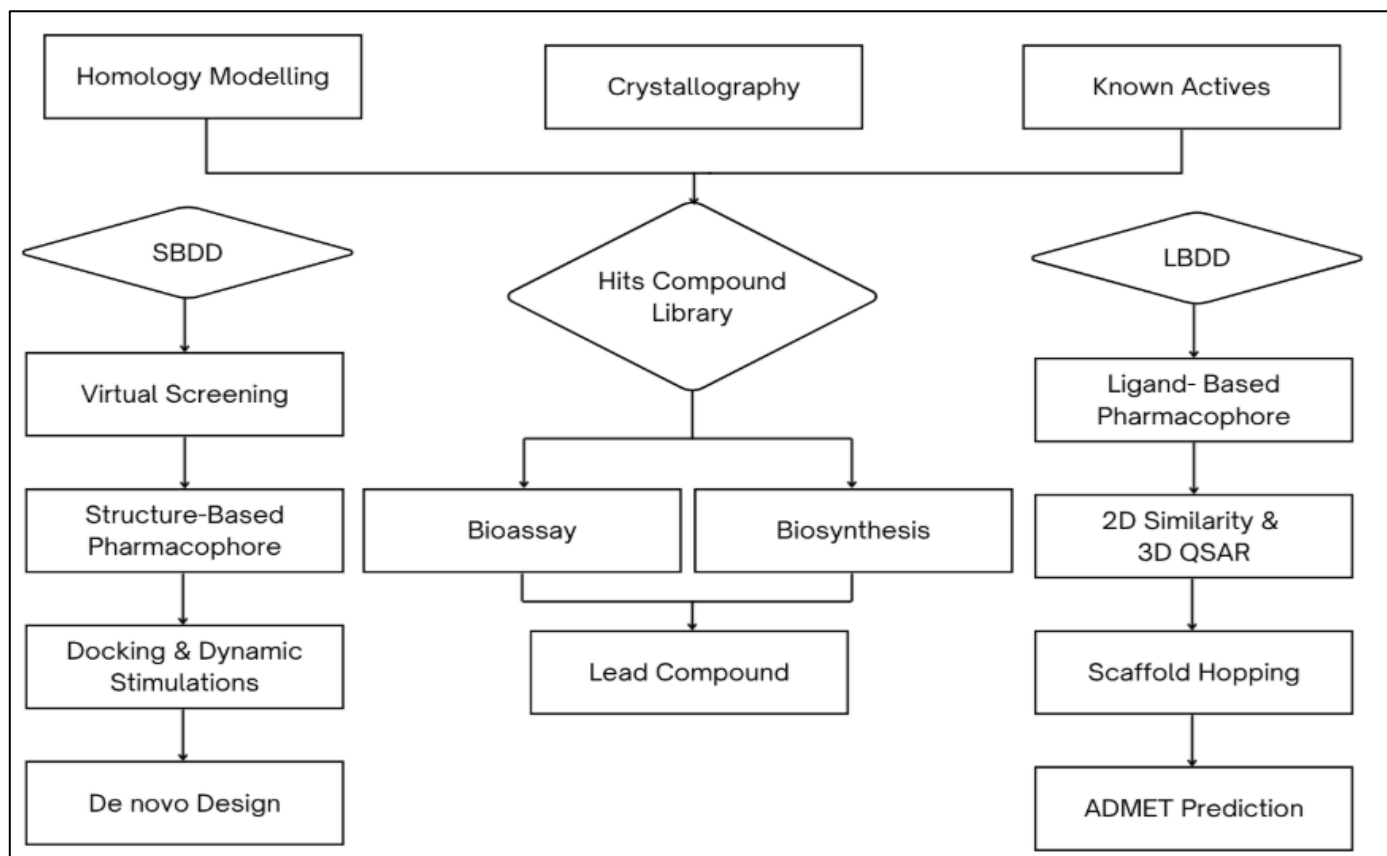 Homology Modelling
Crystallography
Known Actives
SBDD
Hits Compound
Library
LBDD
Virtual Screening
Ligand- Based
Pharmacophore
Structure-Based
Pharmacophore
Bioassay
Biosynthesis
2D Similarity &
3D QSAR
Docking & Dynamic
Stimulations
Lead Compound
Scaffold Hopping
De novo Design
ADMET Prediction